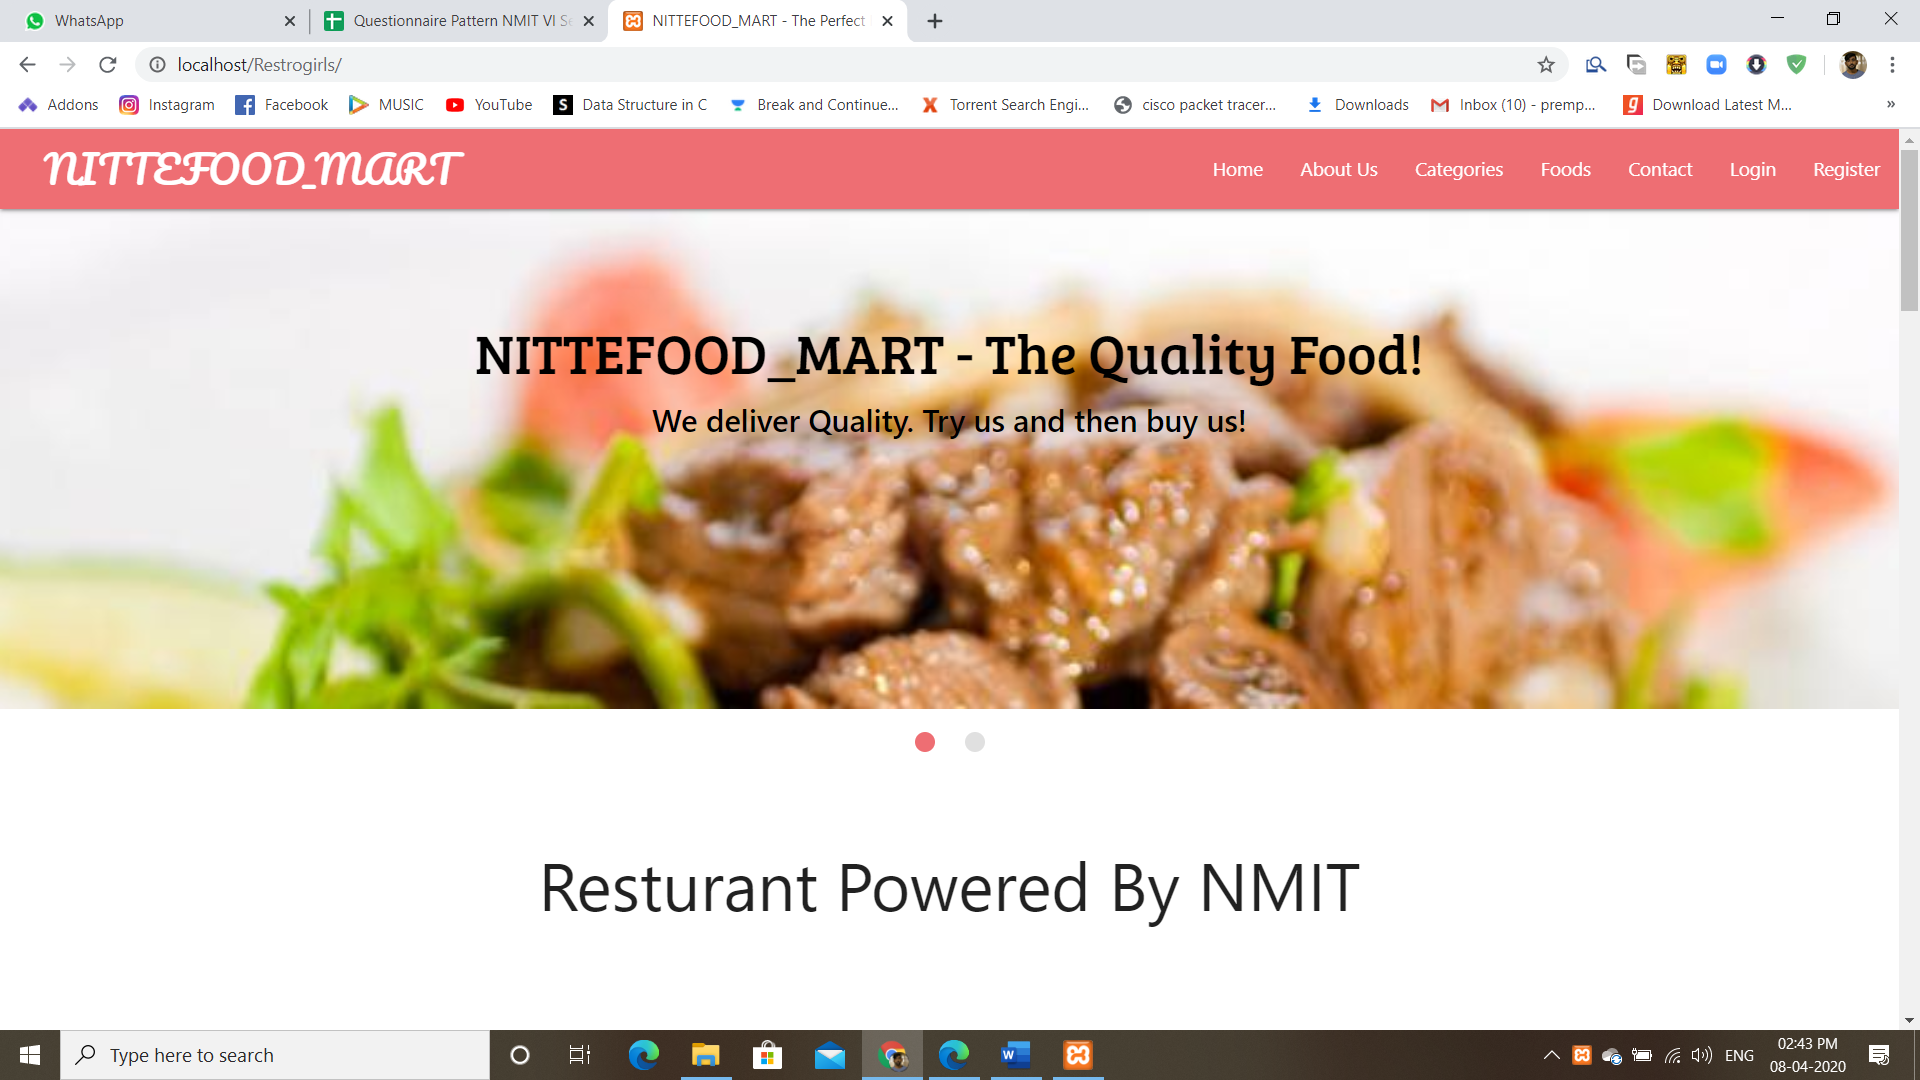 WhatsApp
Questionnaire Pattern NMIT VI Se
NITTEFOOD_MART - The Perfect
localhost/Restrogirls/
Addons
Instagram
Facebook
MUSIC
YouTube
S
Data Structure in C
Break and Continue...
Torrent Search Engi...
cisco packet tracer...
Downloads
Inbox (10) - premp...
Download Latest M...
»
NITTEFOOD_MART
Home
About Us
Categories
Foods
Contact
Login
Register
NITTEFOOD_MART - The Quality Food!
We deliver Quality. Try us and then buy us!
Resturant Powered By NMIT
Type here to search
ENG
02:43 PM
08-04-2020